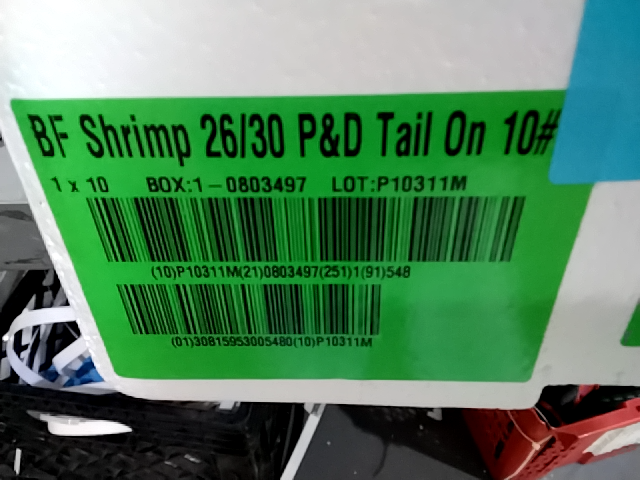 BF Shrimp 26/30 P&D Tail On 10#
1 x 10 BOX:1-0803497 LOT:P10311M
(10)P10311M(21)0803497(251)1(91)548
(01)30815953005480(10)P10311M